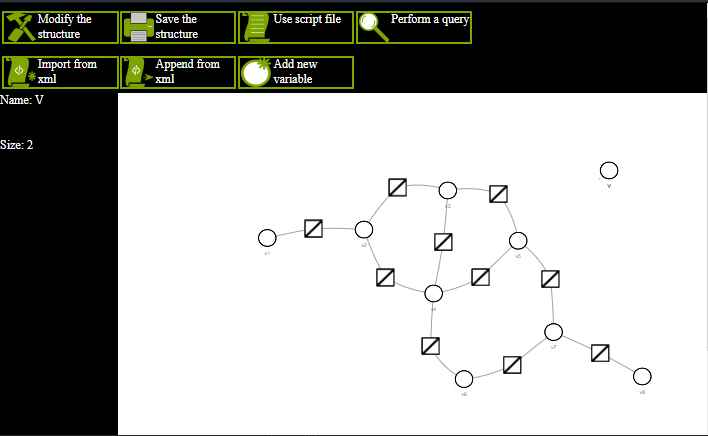 Modify the structure
Save the structure
Use script file
Perform a query
Import from xml
Append from xml
Add new variable
Name: V
Size: 2
V
v3
v2
v1
v5
v4
v7
v8
v6